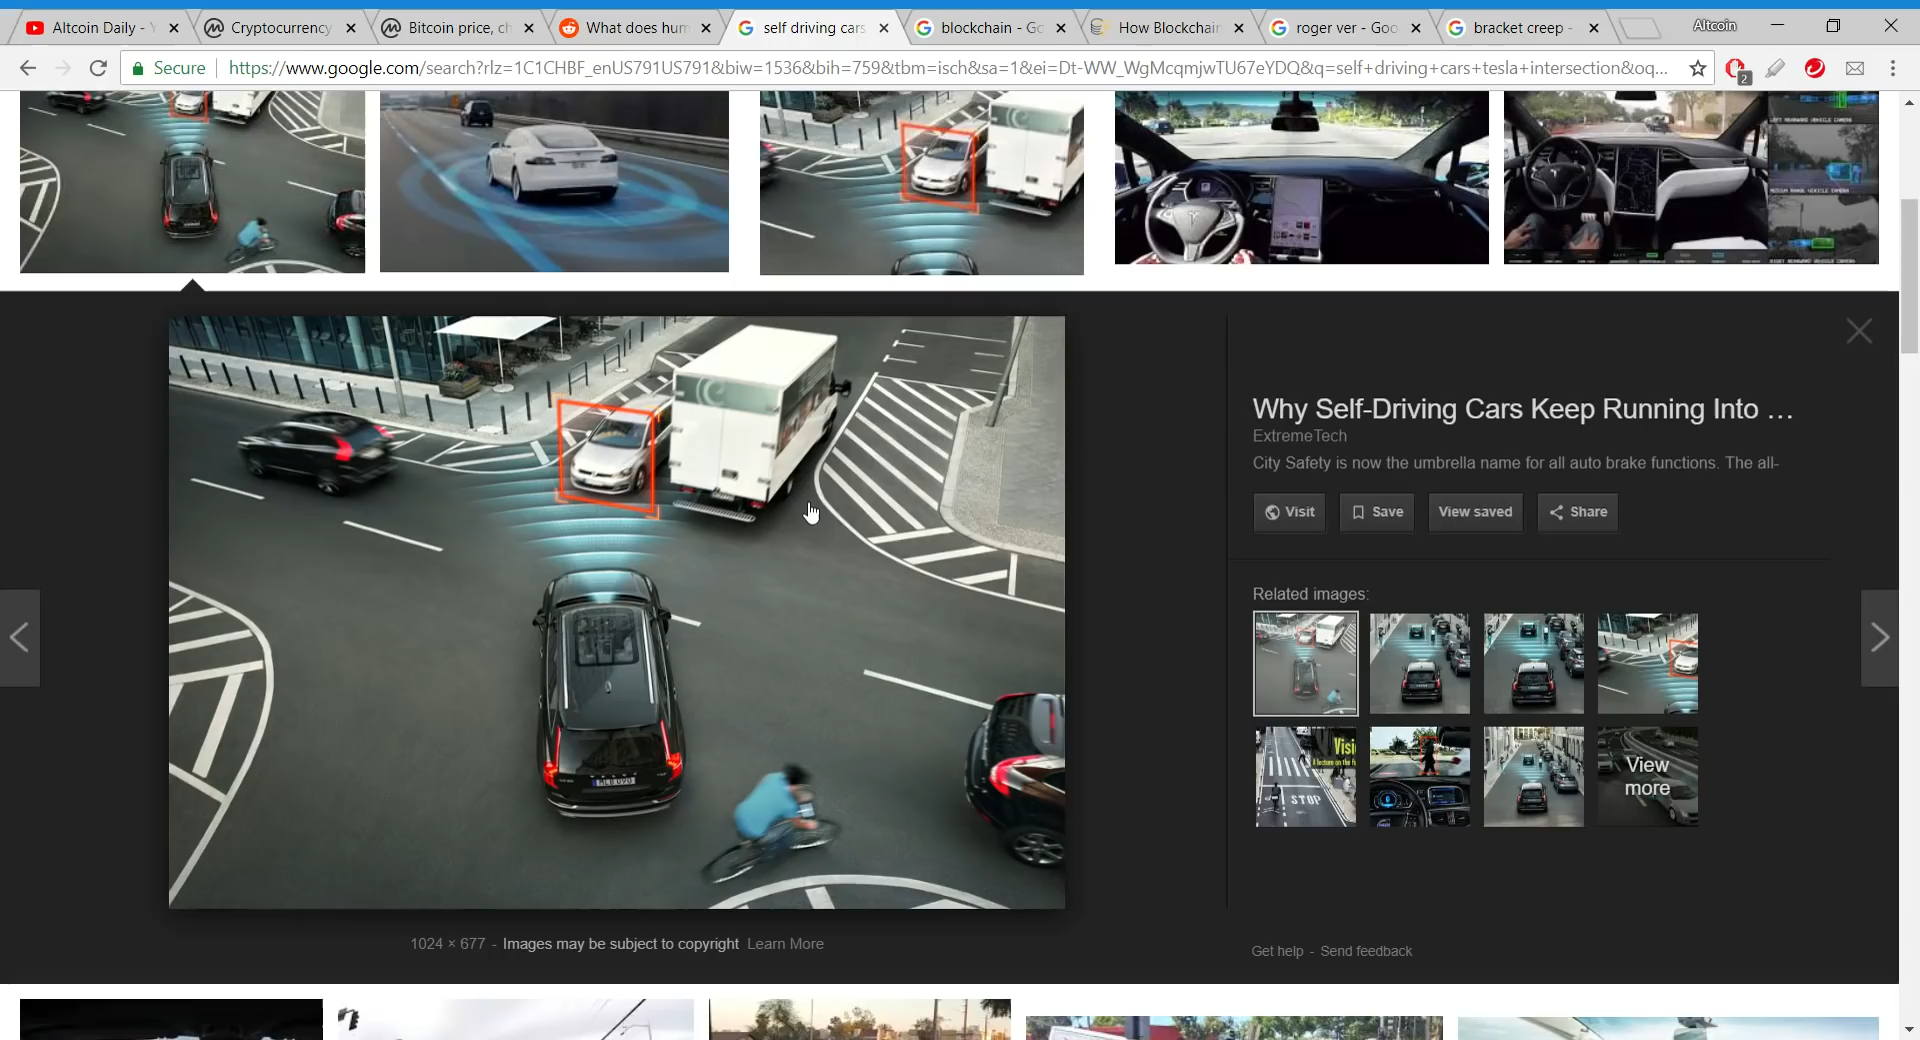 Altcoin Daily - Y
Cryptocurrency
Bitcoin price, ch
What does hum
self driving cars
blockchain - Go
How Blockchain
roger ver - Goo
bracket creep -
Altcoin
Secure
https://www.google.com/search?rlz=1C1CHBF_enUS791US791&biw=1536&bih=759&tbm=isch&sa=1&ei=Dt-WW_WgMcqmjwTU67eYDQ&q=self+driving+cars+tesla+intersection&oq...
2
Why Self-Driving Cars Keep Running Into ...
ExtremeTech
City Safety is now the umbrella name for all auto brake functions. The all-
Visit
Save
View saved
Share
Related images:
Visi
STOP
View
more
1024 × 677 - Images may be subject to copyright Learn More
Get help - Send feedback